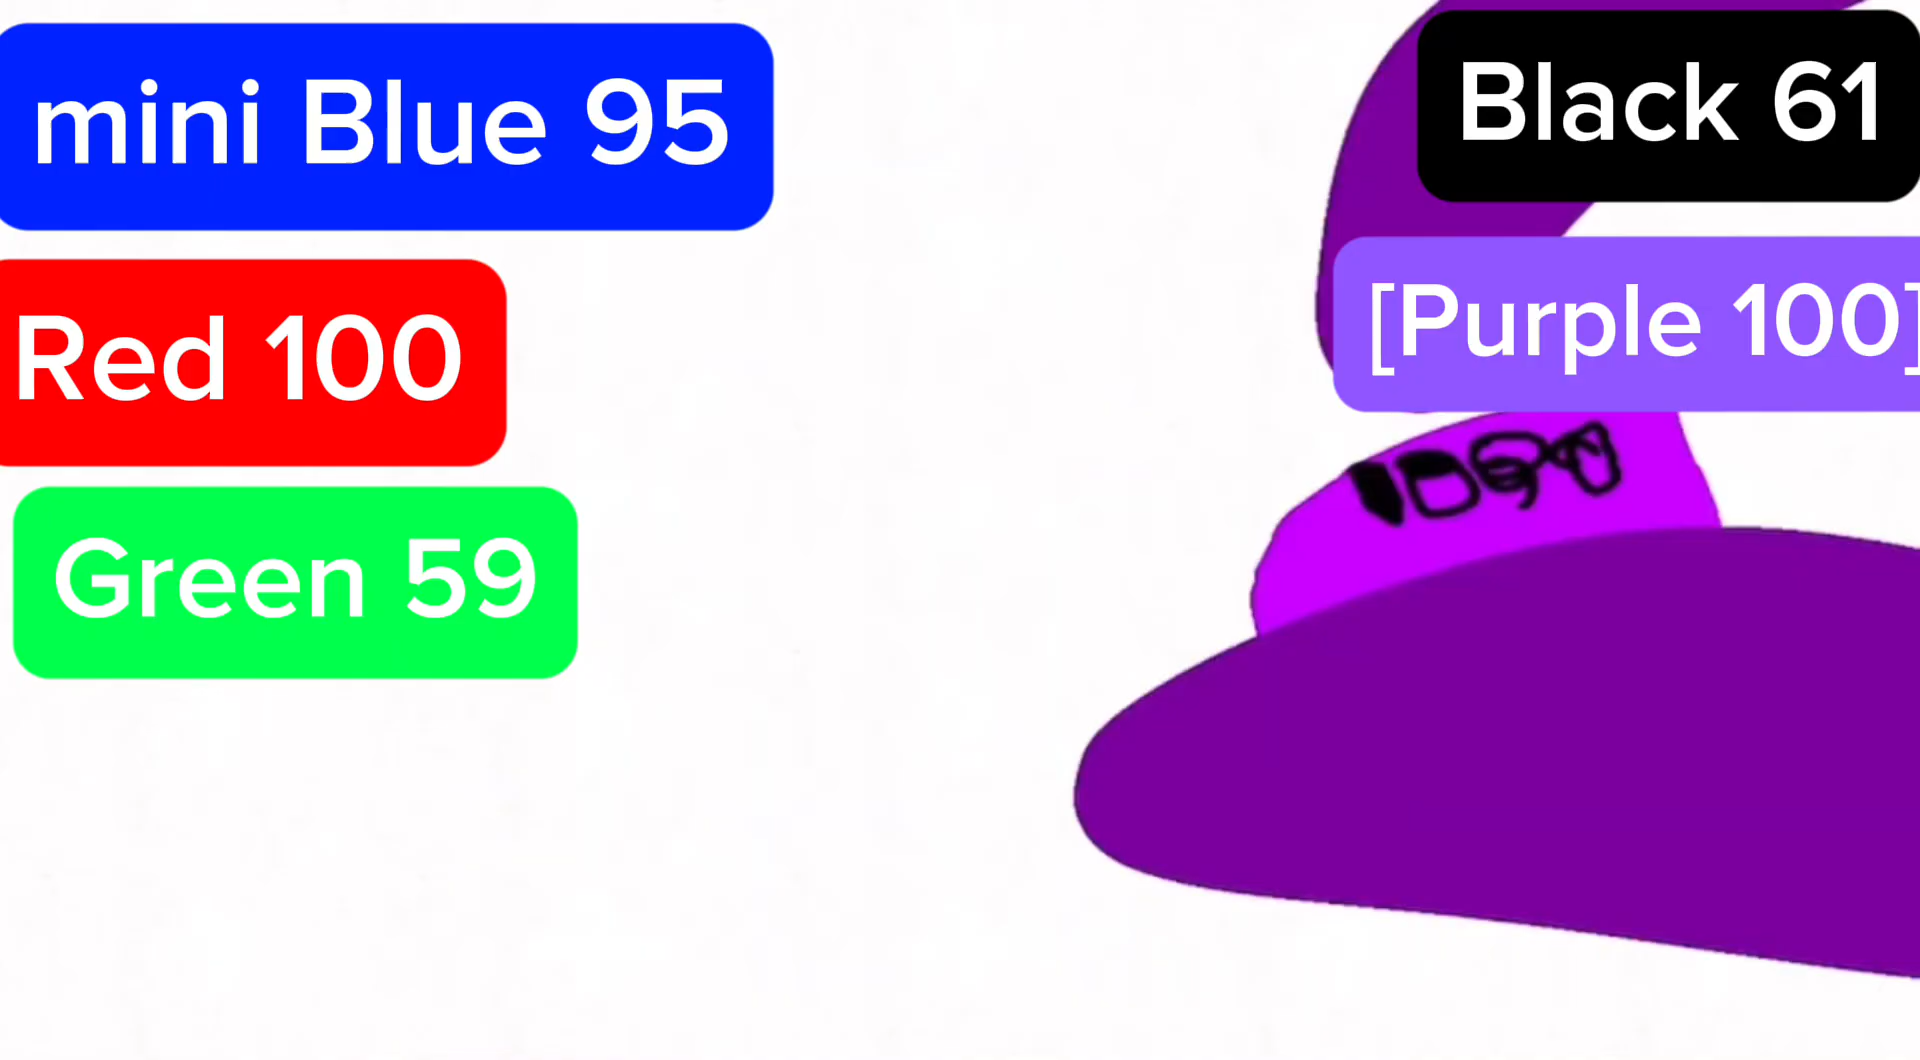 mini Blue 95
Red 100
Green 59
Black 61
[Purple 100]